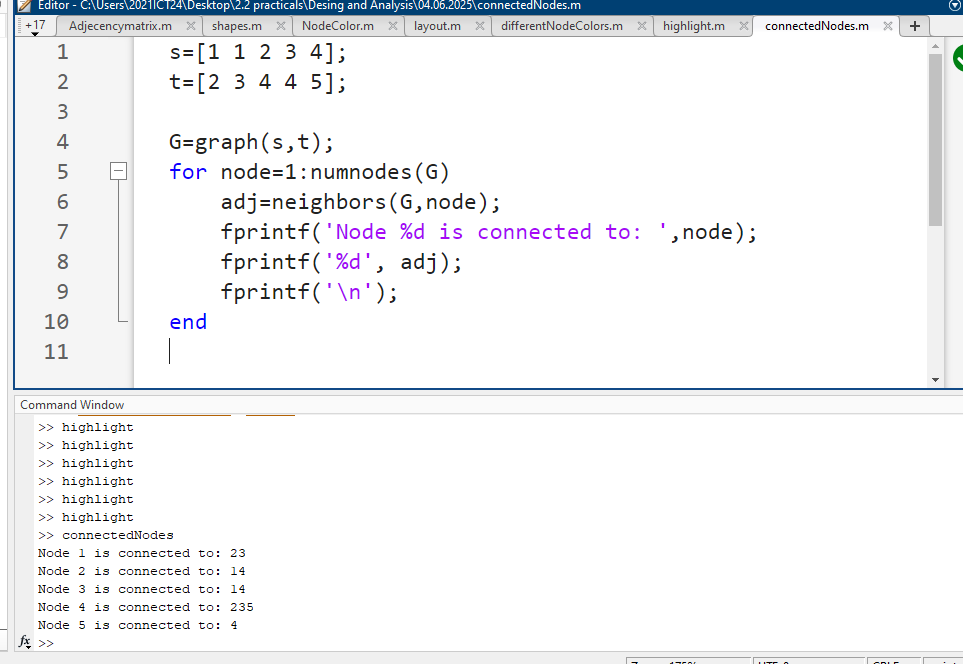 Editor - C:\Users\2021ICT24\Desktop\2.2 practicals\Desing and Analysis\04.06.2025\connectedNodes.m
+17 Adjecencymatrix.m × shapes.m × NodeColor.m × layout.m × differentNodeColors.m × highlight.m × connectedNodes.m × +
1 s=[1 1 2 3 4];
2 t=[2 3 4 4 5];
3
4 G=graph(s,t);
5 for node=1:numnodes(G)
6 adj=neighbors(G,node);
7 fprintf('Node %d is connected to: ',node);
8 fprintf('%d', adj);
9 fprintf('\n');
10 end
11
Command Window
>> highlight
>> highlight
>> highlight
>> highlight
>> highlight
>> highlight
>> connectedNodes
Node 1 is connected to: 23
Node 2 is connected to: 14
Node 3 is connected to: 14
Node 4 is connected to: 235
Node 5 is connected to: 4
fx >>